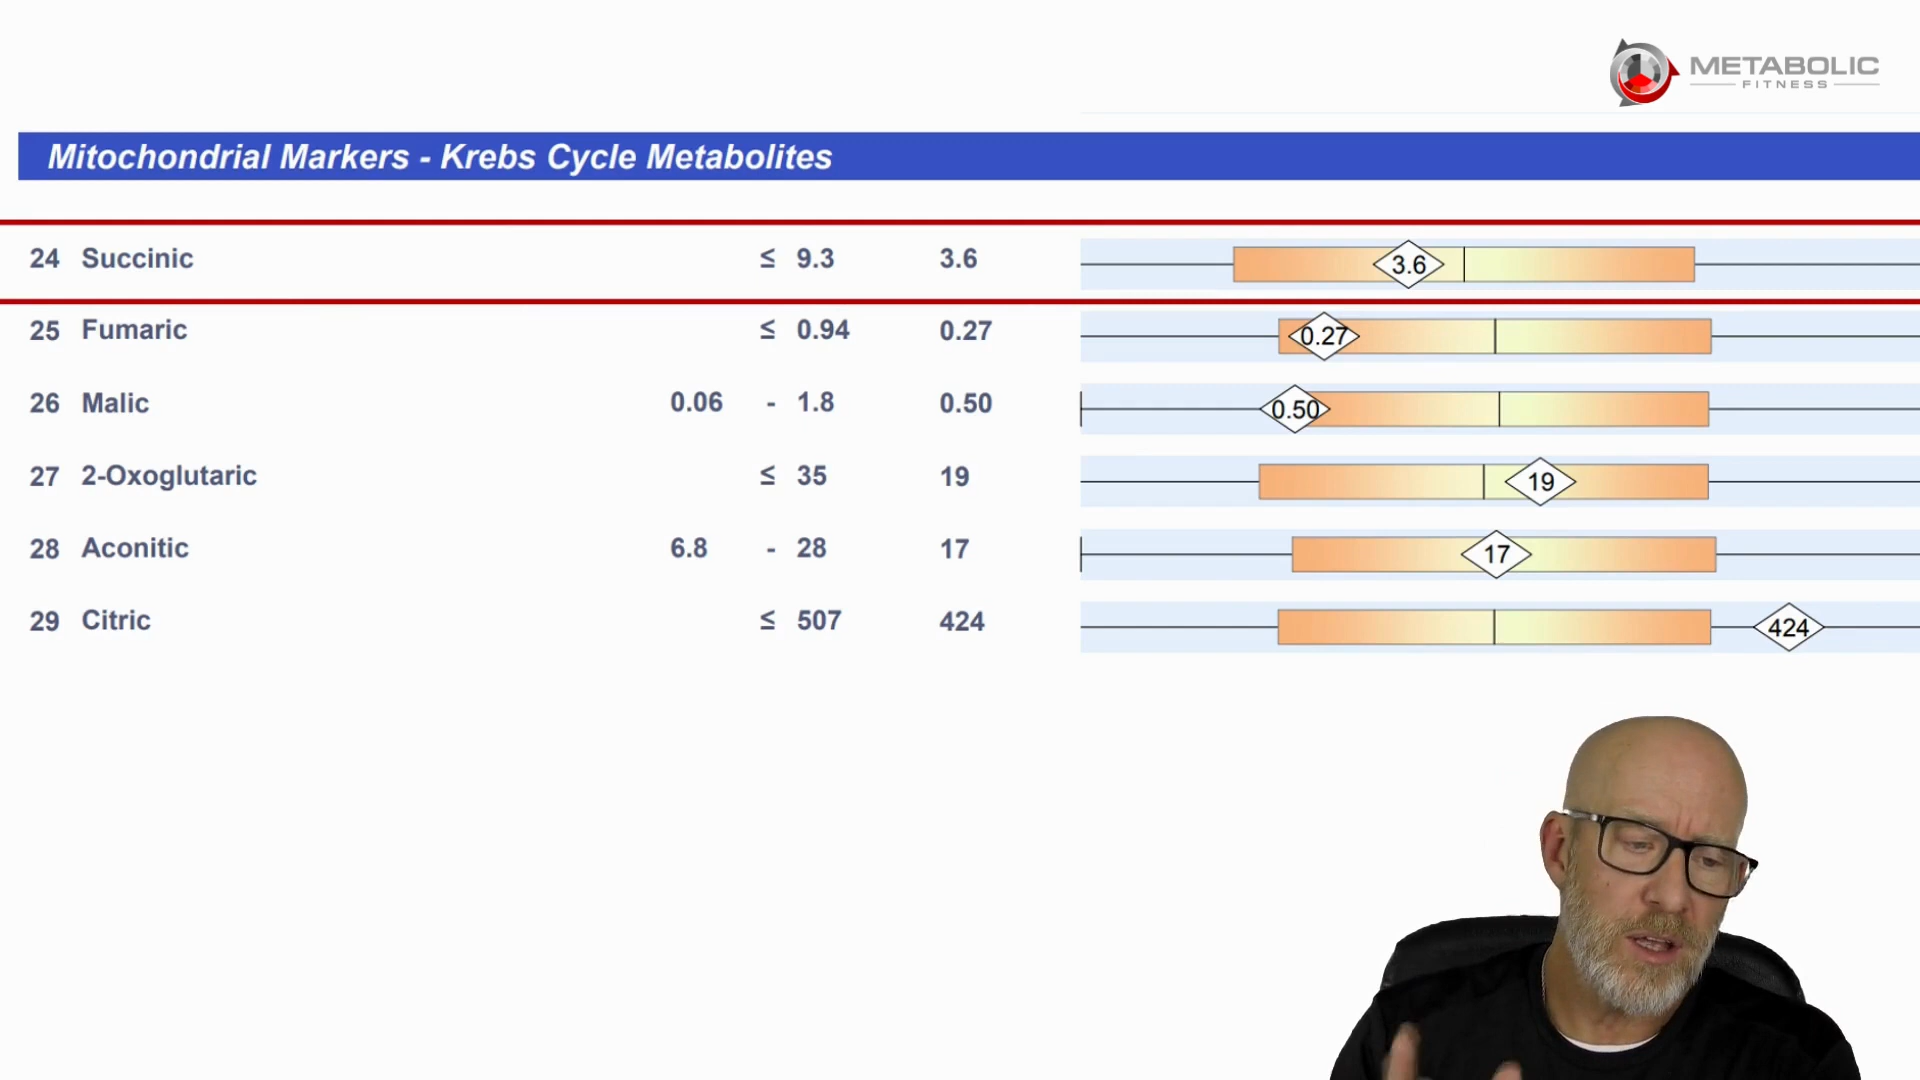 METABOLIC
FITNESS
Mitochondrial Markers - Krebs Cycle Metabolites
24 Succinic ≤ 9.3 3.6 3.6
25 Fumaric ≤ 0.94 0.27 0.27
26 Malic 0.06 - 1.8 0.50 0.50
27 2-Oxoglutaric ≤ 35 19 19
28 Aconitic 6.8 - 28 17 17
29 Citric ≤ 507 424 424